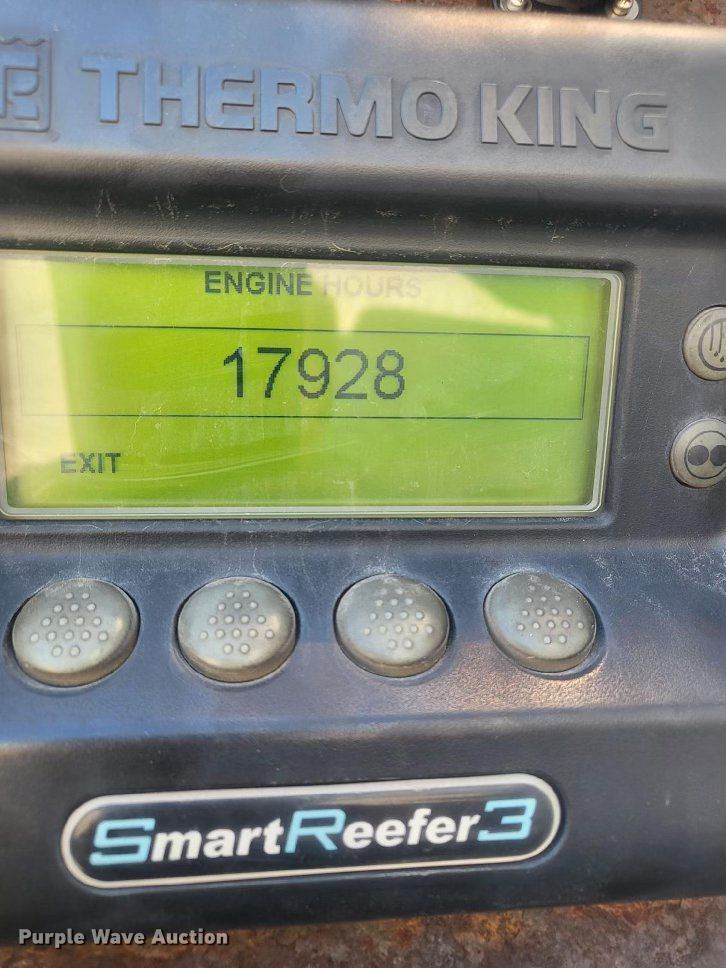 THERMO KING
ENGINE HOURS
17928
EXIT
SmartReefer3
Purple Wave Auction